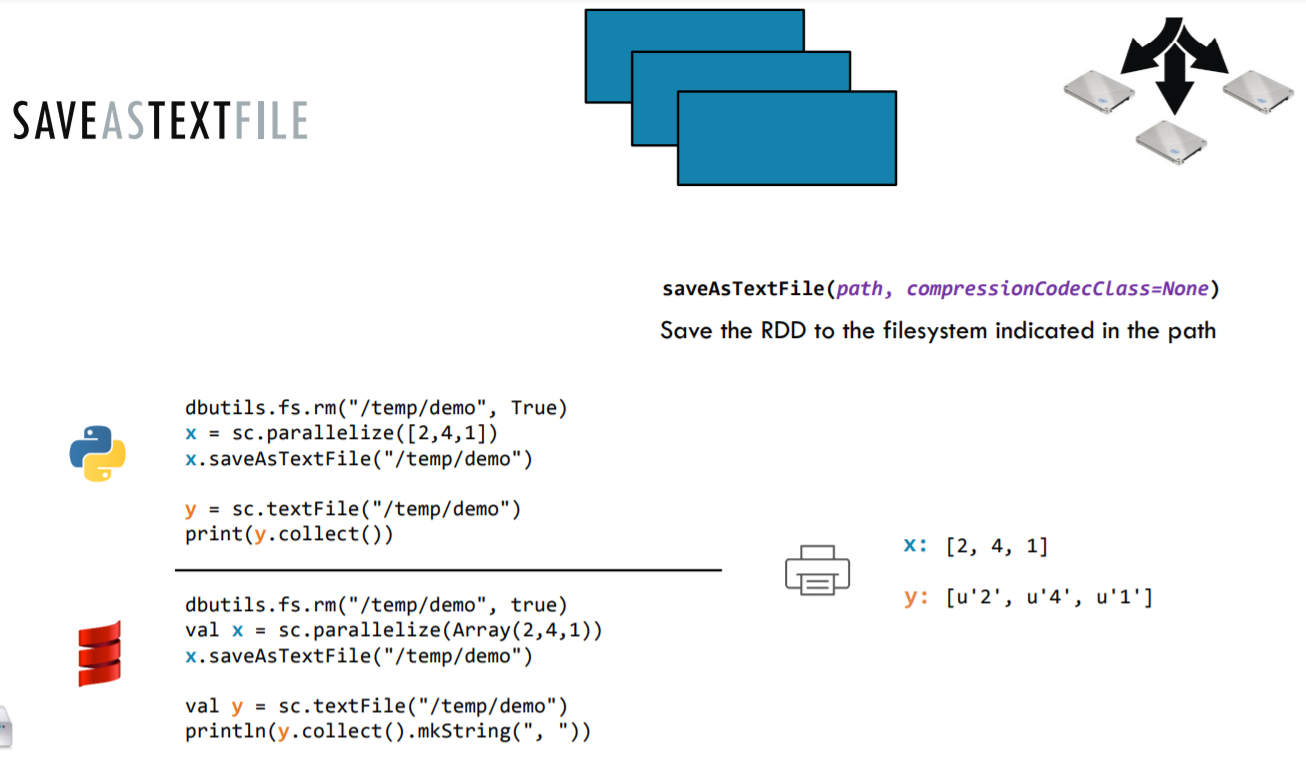 SAVEASTEXTFILE
saveAsTextFile(path, compressionCodecClass=None)
Save the RDD to the filesystem indicated in the path
dbutils.fs.rm("/temp/demo", True)
x = sc.parallelize([2,4,1])
x.saveAsTextFile("/temp/demo")
y = sc.textFile("/temp/demo")
print(y.collect())
dbutils.fs.rm("/temp/demo", true)
val x = sc.parallelize(Array(2,4,1))
x.saveAsTextFile("/temp/demo")
val y = sc.textFile("/temp/demo")
println(y.collect().mkString(", "))
x: [2, 4, 1]
y: [u'2', u'4', u'1']